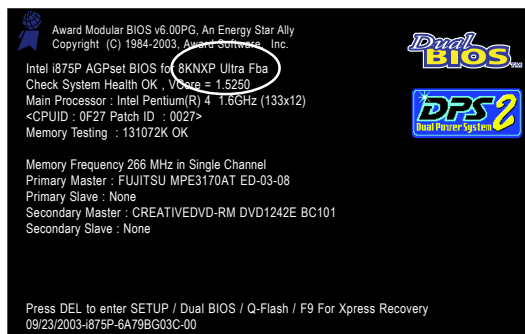 Award Modular BIOS v6.00PG, An Energy Star Ally
Copyright (C) 1984-2003, Award Software, Inc.
Dual BIOS TM
Intel i875P AGPset BIOS for 8KNXP Ultra Fba
Check System Health OK , VCore = 1.5250
Main Processor : Intel Pentium(R) 4 1.6GHz (133x12)
<CPUID : 0F27 Patch ID : 0027>
Memory Testing : 131072K OK
DPS 2
Dual Power System
Memory Frequency 266 MHz in Single Channel
Primary Master : FUJITSU MPE3170AT ED-03-08
Primary Slave : None
Secondary Master : CREATIVEDVD-RM DVD1242E BC101
Secondary Slave : None
Press DEL to enter SETUP / Dual BIOS / Q-Flash / F9 For Xpress Recovery
09/23/2003-i875P-6A79BG03C-00